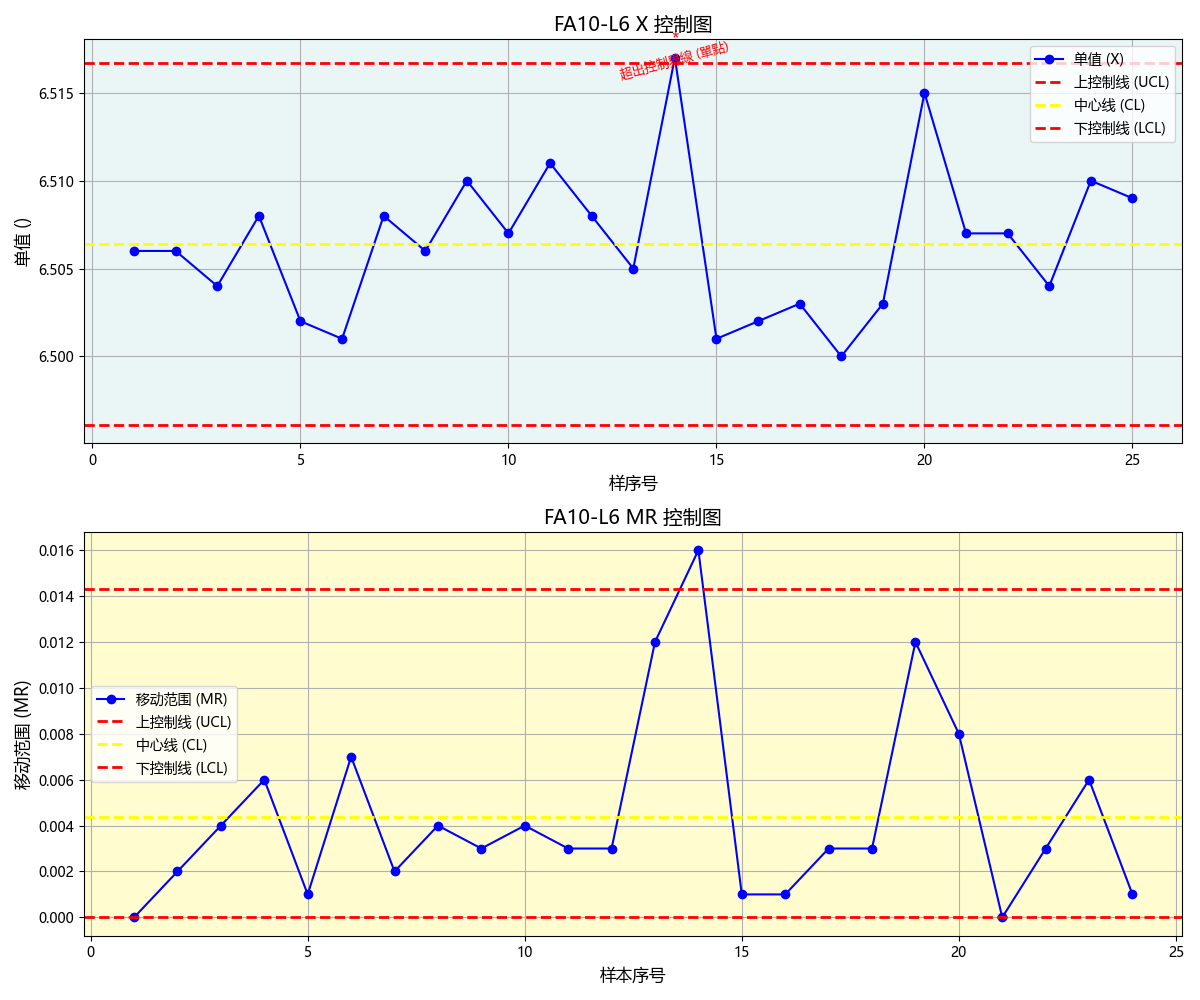 FA10-L6 X 控制图
*
超出控制界線 (單點)
单值 (X)
上控制线 (UCL)
中心线 (CL)
下控制线 (LCL)
单值 ()
6.515
6.510
6.505
6.500
0 5 10 15 20 25
样序号
FA10-L6 MR 控制图
移动范围 (MR)
0.016
0.014
0.012
0.010
0.008
0.006
0.004
0.002
0.000
移动范围 (MR)
上控制线 (UCL)
中心线 (CL)
下控制线 (LCL)
0 5 10 15 20 25
样本序号